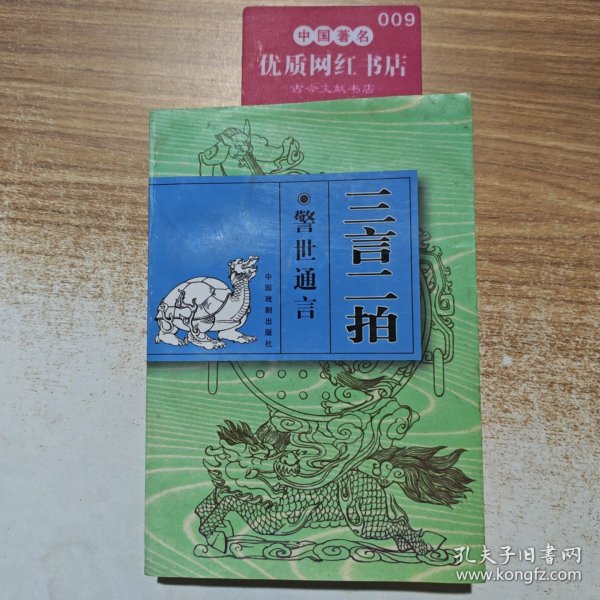 009
中国著名
优质网红书店
古今文献书店
三言二拍
警世通言
中国戏剧出版社
孔夫子旧书网
www.kongfz.com